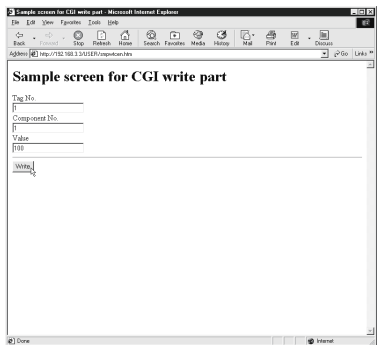 Sample screen for CGI write part - Microsoft Internet Explorer
File Edit View Favorites Tools Help
Back Forward Stop Refresh Home Search Favorites Media History Mail Print Edit Discuss
Address http://192.168.3.3/USER/ Go Links »
Sample screen for CGI write part
Tag No.
1
Component No.
1
Value
100
Write
Done Internet